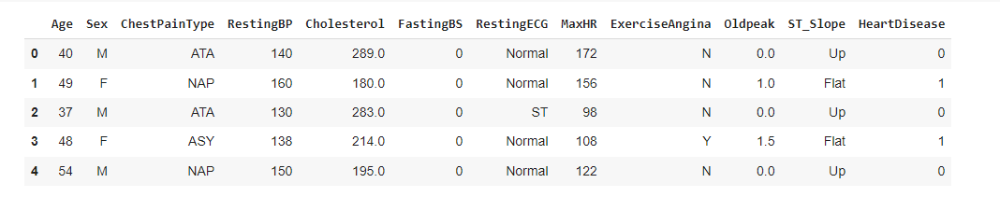 Age Sex ChestPainType RestingBP Cholesterol FastingBS RestingECG MaxHR ExerciseAngina Oldpeak ST_Slope HeartDisease
0 40 M ATA 140 289.0 0 Normal 172 N 0.0 Up 0
1 49 F NAP 160 180.0 0 Normal 156 N 1.0 Flat 1
2 37 M ATA 130 283.0 0 ST 98 N 0.0 Up 0
3 48 F ASY 138 214.0 0 Normal 108 Y 1.5 Flat 1
4 54 M NAP 150 195.0 0 Normal 122 N 0.0 Up 0